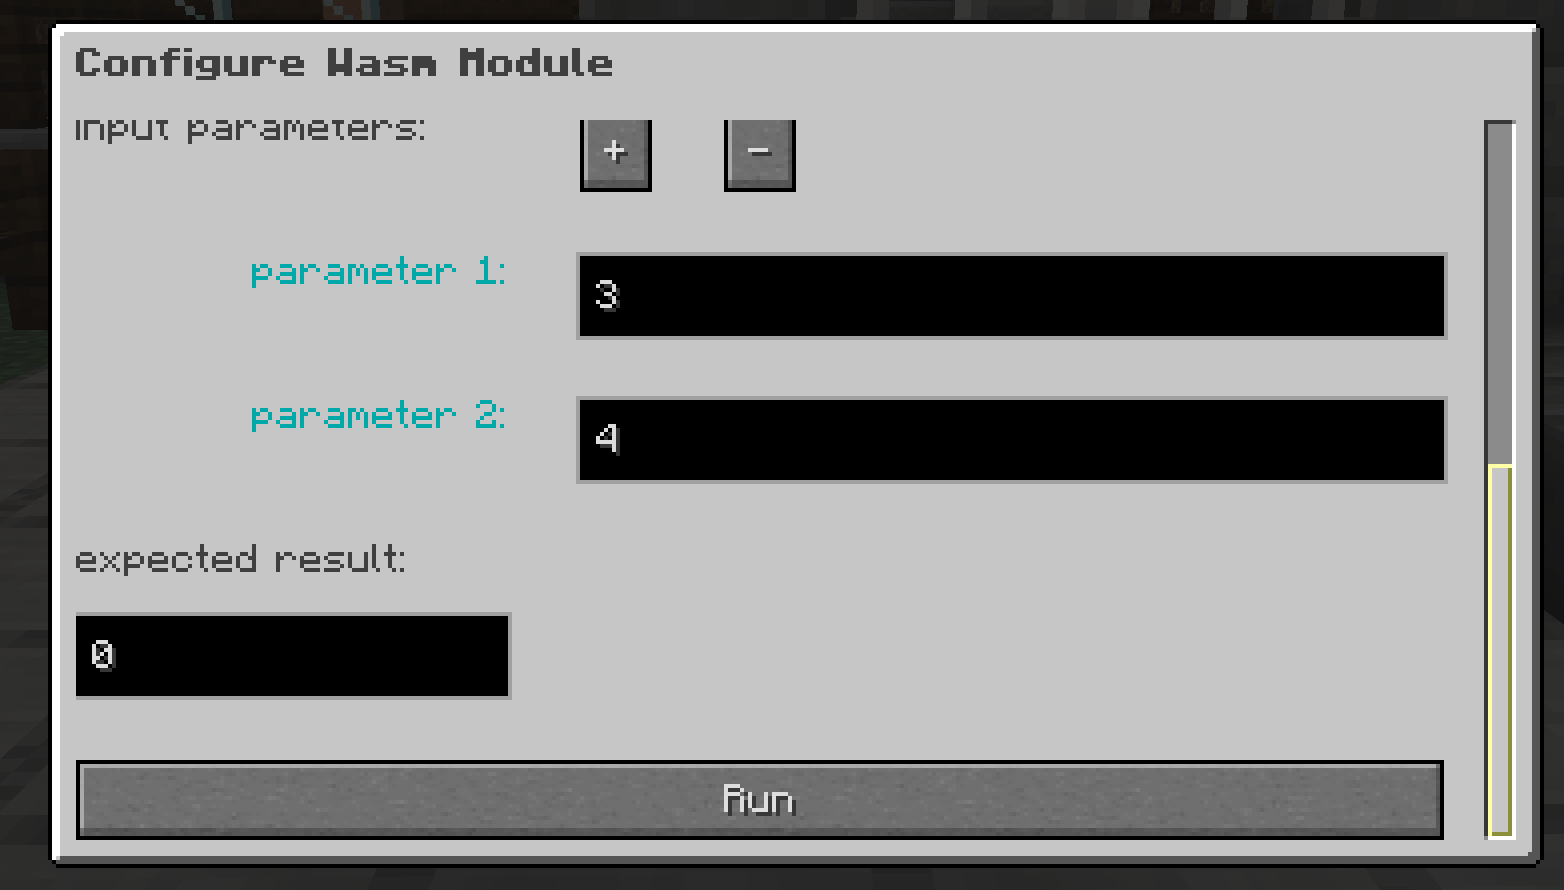 Configure Wasm Module
input parameters:
+ -
parameter 1: 3
parameter 2: 4
expected result:
0
Run